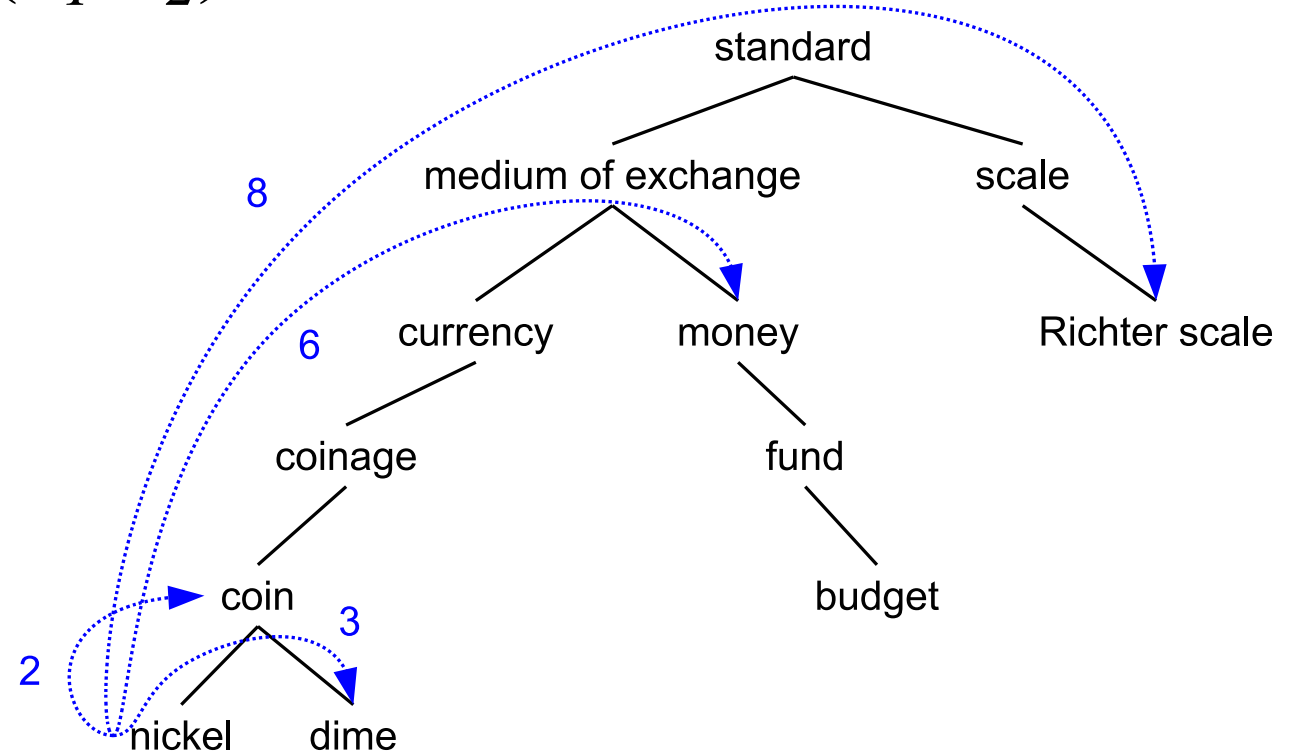 standard
8
medium of exchange scale
6
currency money Richter scale
coinage fund
coin budget
3
2
nickel dime